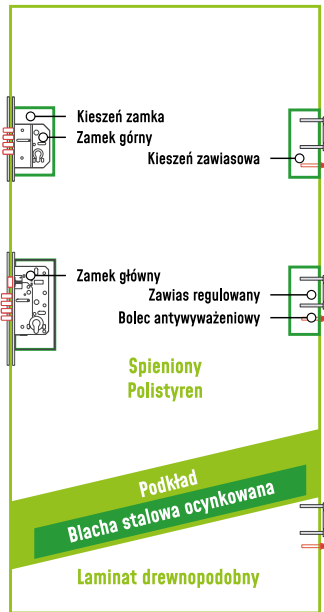 Kieszeń zamka
Zamek górny
Kieszeń zawiasowa
Zamek główny
Zawias regulowany
Bolec antywyważeniowy
Spieniony
Polistyren
Podkład
Blacha stalowa ocynkowana
Laminat drewnopodobny